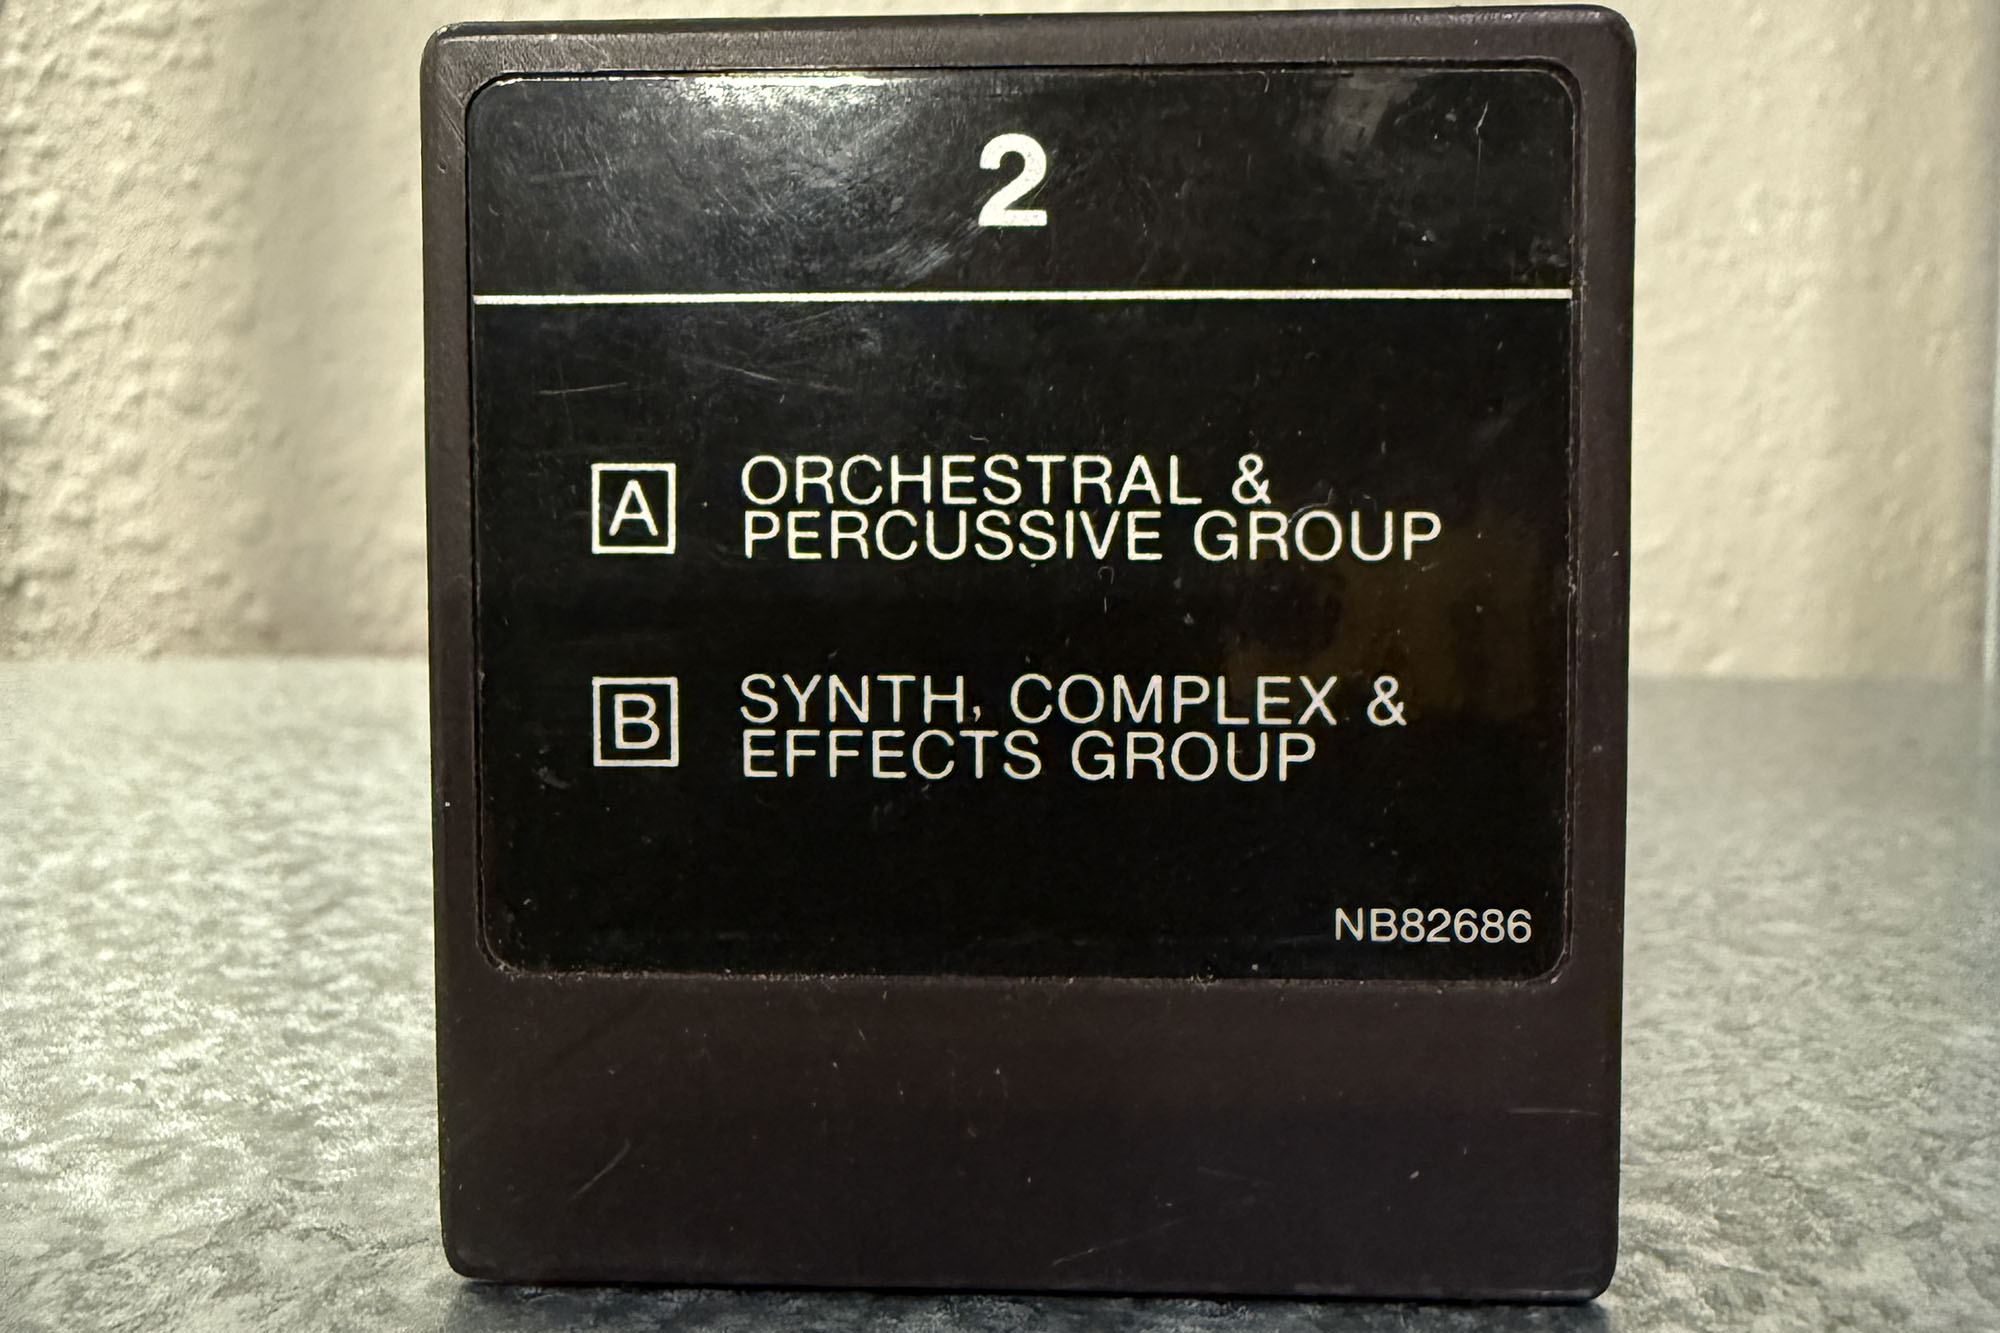 2
A ORCHESTRAL &
PERCUSSIVE GROUP
B SYNTH, COMPLEX &
EFFECTS GROUP
NB82686